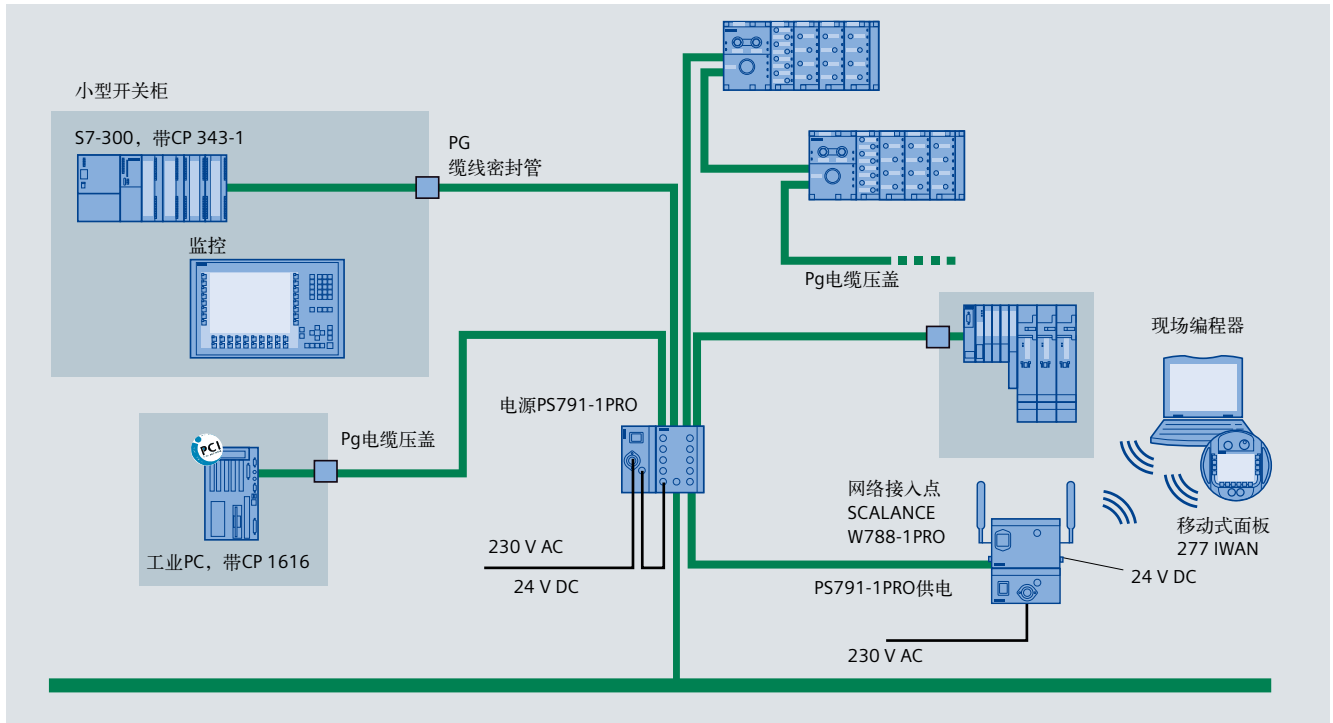 小型开关柜
S7-300，带CP 343-1
PG
缆线密封管
监控
Pg电缆压盖
现场编程器
电源PS791-1PRO
Pg电缆压盖
PCI
工业PC，带CP 1616
230 V AC
24 V DC
网络接入点
SCALANCE
W788-1PRO
移动式面板
277 IWAN
24 V DC
PS791-1PRO供电
230 V AC